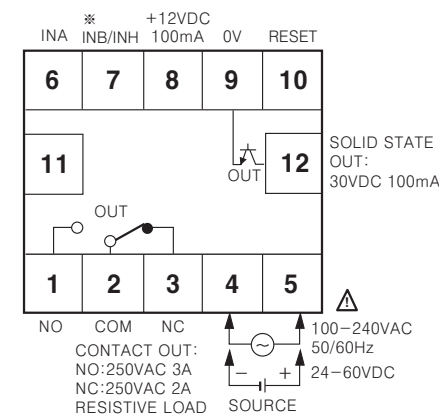 ※
+12VDC
INA INB/INH 100mA 0V RESET
6 7 8 9 10
11
OUT
12
SOLID STATE
OUT:
30VDC 100mA
OUT
1 2 3 4 5
NO COM NC
100-240VAC
50/60Hz
CONTACT OUT:
NO:250VAC 3A
NC:250VAC 2A
RESISTIVE LOAD
- +
24-60VDC
SOURCE